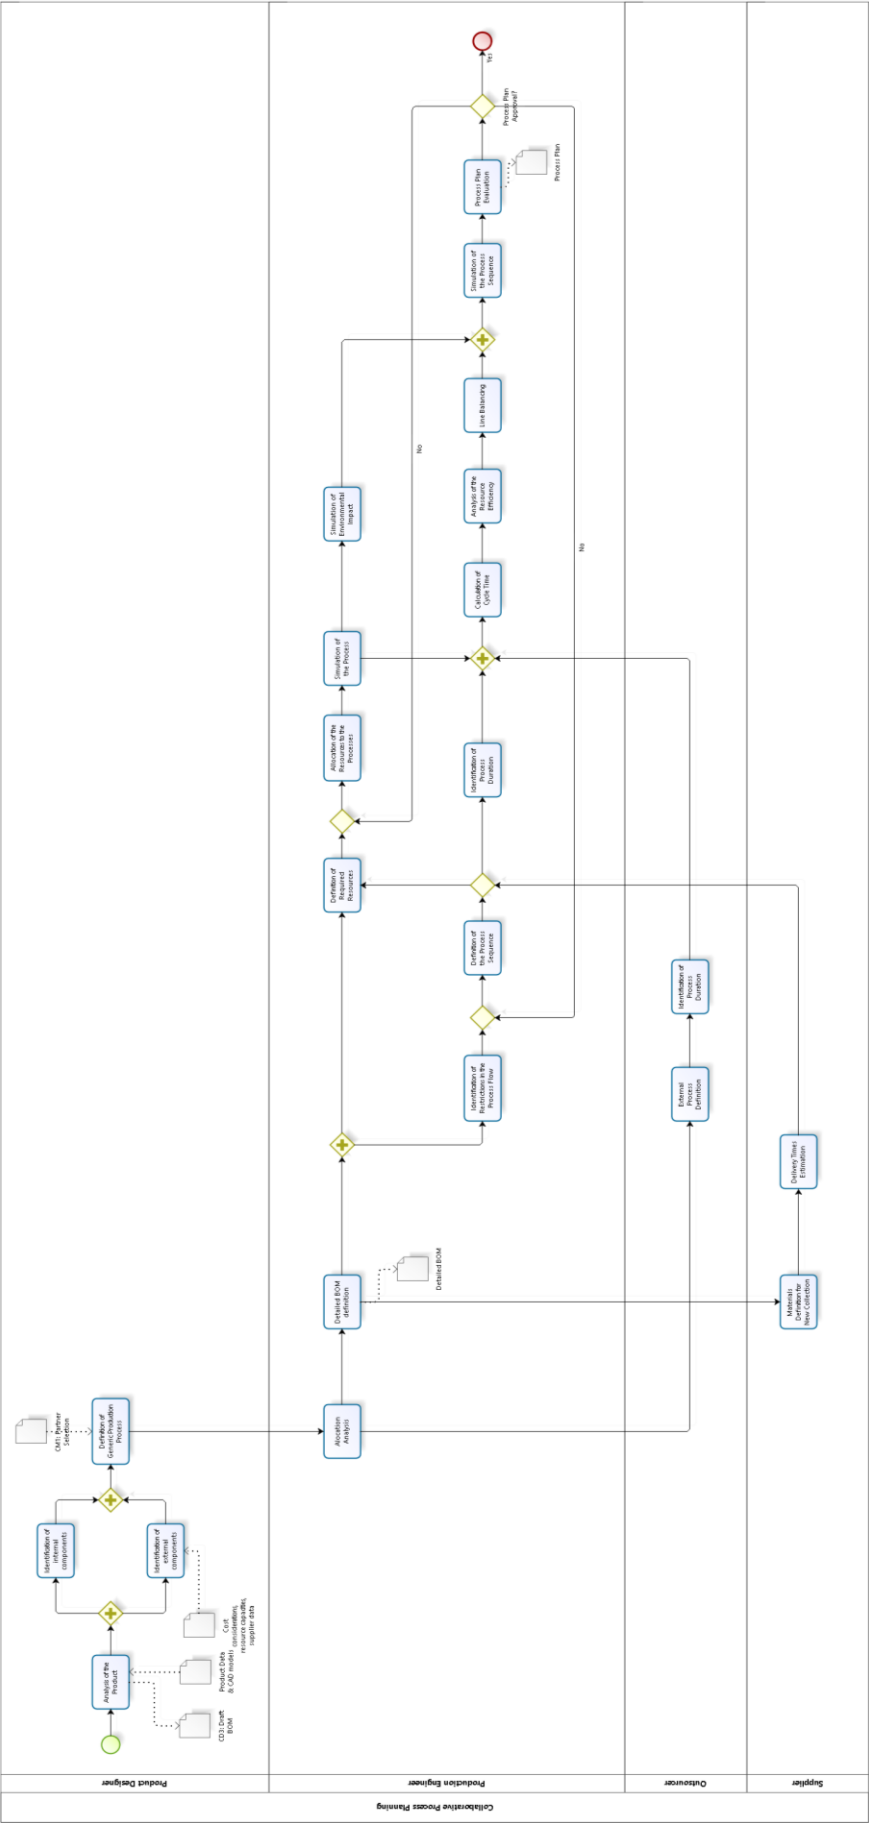 Collaborative Process Planning
Product Designer
Production Engineer
Outsourcer
Supplier
Analysis of the
Product
CD3: Draft
BOM
Product Data
& CAD models
Cost
considerations,
resource capacities,
supplier data
Identification of
internal
components
Identification of
external
components
CM3: Partner
Selection
Definition of
Generic Production
Process
Allocation
Analysis
Detailed BOM
definition
Detailed BOM
Materials
Definition for
New Collection
Delivery Times
Estimation
External
Process
Definition
Identification of
Process
Duration
Identification of
Restrictions in the
Process Flow
Definition of
the Process
Sequence
Definition of
Required
Resources
Allocation of the
Resources to the
Processes
Identification of
Process
Duration
Simulation of
the Process
Simulation of
Environmental
Impact
Calculation of
Cycle Time
Analysis of the
Resource
Efficiency
Line Balancing
Simulation of
the Process
Sequence
Process Plan
Evaluation
Process Plan
Process Plan
Approval?
No
No
Yes